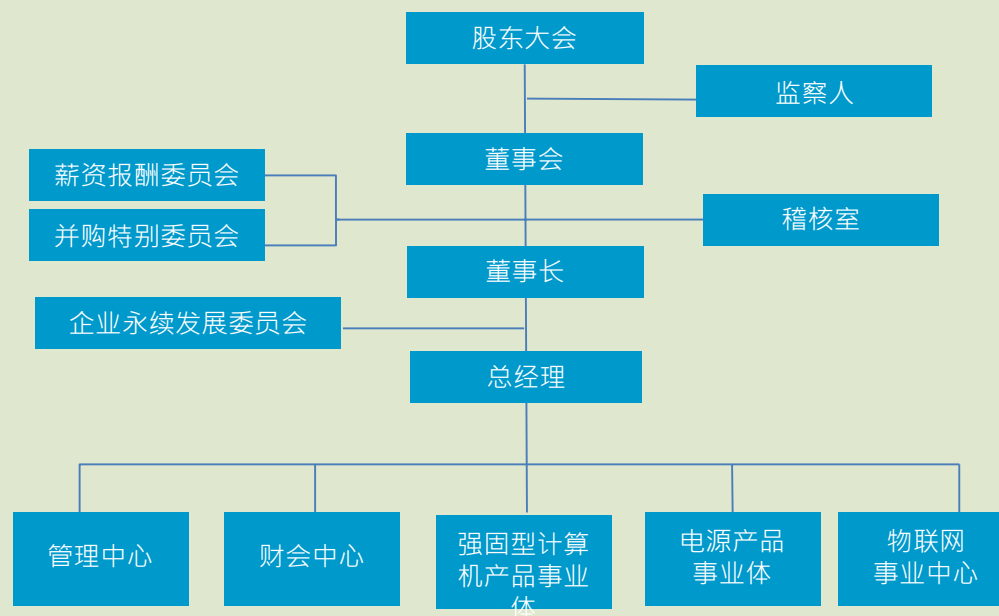 股东大会
监察人
董事会
薪资报酬委员会
并购特别委员会
稽核室
董事长
企业永续发展委员会
总经理
管理中心
财会中心
强固型计算
机产品事业
体
电源产品
事业体
物联网
事业中心